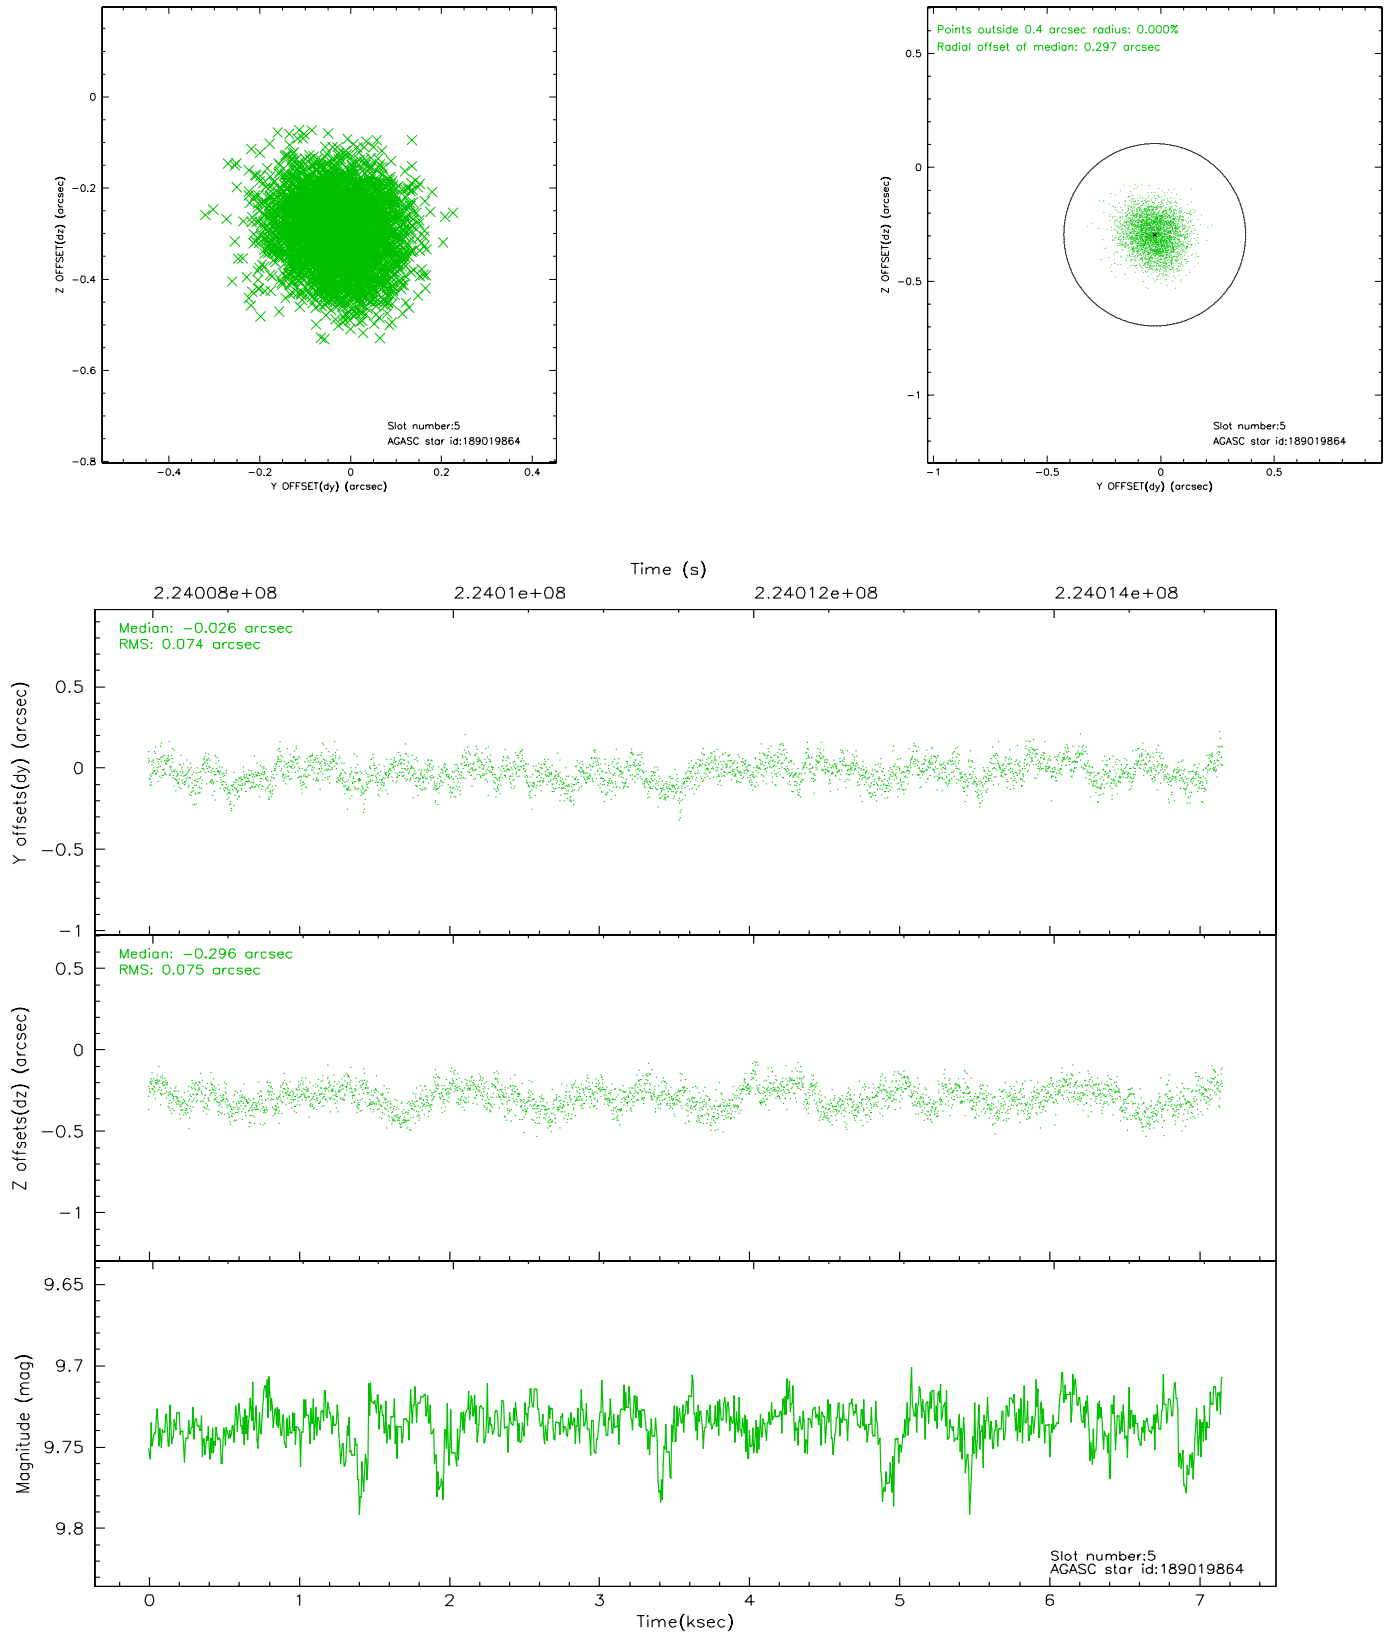 0
−0.2
−0.4
−0.6
−0.8
Z OFFSET(dz) (arcsec)
Slot number:5
AGASC star id:189019864
−0.4
−0.2
0
0.2
0.4
Y OFFSET(dy) (arcsec)
Points outside 0.4 arcsec radius: 0.000%
Radial offset of median: 0.297 arcsec
0.5
0
−0.5
−1
Z OFFSET(dz) (arcsec)
Slot number:5
AGASC star id:189019864
−1
−0.5
0
0.5
Y OFFSET(dy) (arcsec)
Time (s)
2.24008e+08
2.2401e+08
2.24012e+08
2.24014e+08
Median: −0.026 arcsec
RMS: 0.074 arcsec
0.5
0
−0.5
−1
Y offsets(dy) (arcsec)
Median: −0.296 arcsec
RMS: 0.075 arcsec
0.5
0
−0.5
−1
Z offsets(dz) (arcsec)
9.65
9.7
9.75
9.8
Magnitude (mag)
Slot number:5
AGASC star id:189019864
0
1
2
3
4
5
6
7
Time(ksec)